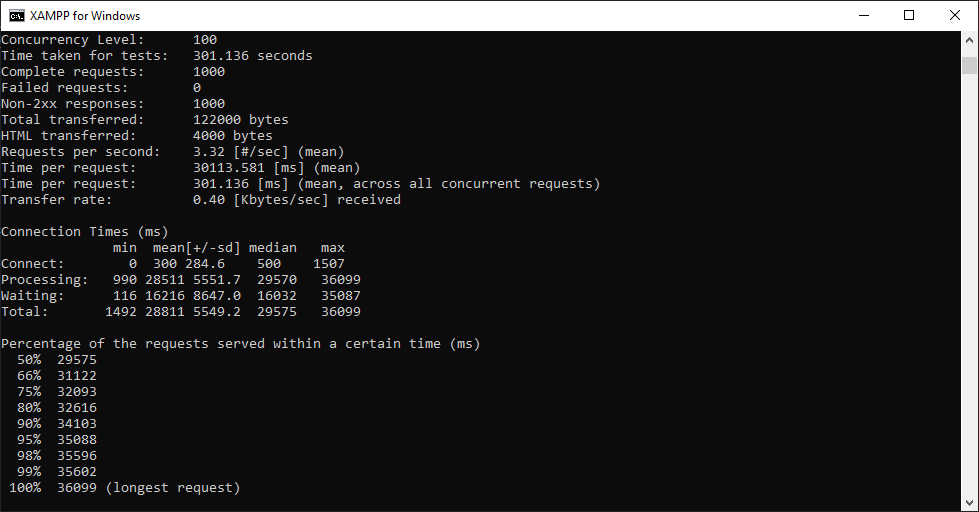 XAMPP for Windows
Concurrency Level:      100
Time taken for tests:   301.136 seconds
Complete requests:      1000
Failed requests:        0
Non-2xx responses:      1000
Total transferred:      122000 bytes
HTML transferred:       4000 bytes
Requests per second:    3.32 [#/sec] (mean)
Time per request:       30113.581 [ms] (mean)
Time per request:       301.136 [ms] (mean, across all concurrent requests)
Transfer rate:          0.40 [Kbytes/sec] received
Connection Times (ms)
              min  mean[+/-sd] median   max
Connect:        0  300 284.6    500    1507
Processing:   990 28511 5551.7  29570   36099
Waiting:      116 16216 8647.0  16032   35087
Total:       1492 28811 5549.2  29575   36099
Percentage of the requests served within a certain time (ms)
  50%  29575
  66%  31122
  75%  32093
  80%  32616
  90%  34103
  95%  35088
  98%  35596
  99%  35602
 100%  36099 (longest request)